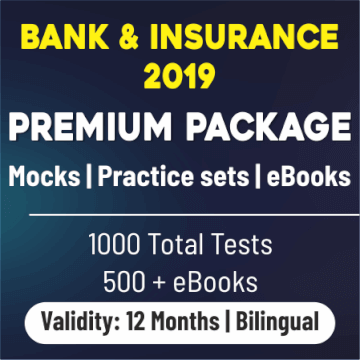 BANK & INSURANCE
2019
PREMIUM PACKAGE
Mocks | Practice sets | eBooks
1000 Total Tests
500 + eBooks
Validity: 12 Months | Bilingual